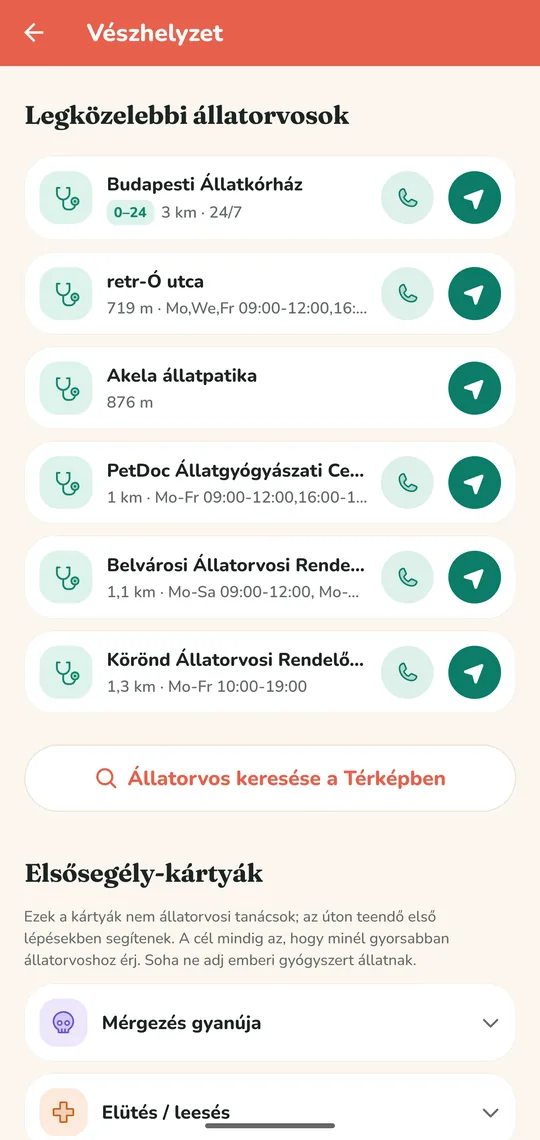 Vészhelyzet
Legközelebbi állatorvosok
Budapesti Állatkórház
0–24 3 km · 24/7
retr-Ó utca
719 m · Mo,We,Fr 09:00-12:00,16:...
Akela állatpatika
876 m
PetDoc Állatgyógyászati Ce...
1 km · Mo-Fr 09:00-12:00,16:00-1...
Belvárosi Állatorvosi Rende...
1,1 km · Mo-Sa 09:00-12:00, Mo-...
Körönd Állatorvosi Rendelő...
1,3 km · Mo-Fr 10:00-19:00
Állatorvos keresése a Térképben
Elsősegély-kártyák
Ezek a kártyák nem állatorvosi tanácsok; az úton teendő első
lépésekben segítenek. A cél mindig az, hogy minél gyorsabban
állatorvoshoz érj. Soha ne adj emberi gyógyszert állatnak.
Mérgezés gyanúja
Elütés / leesés